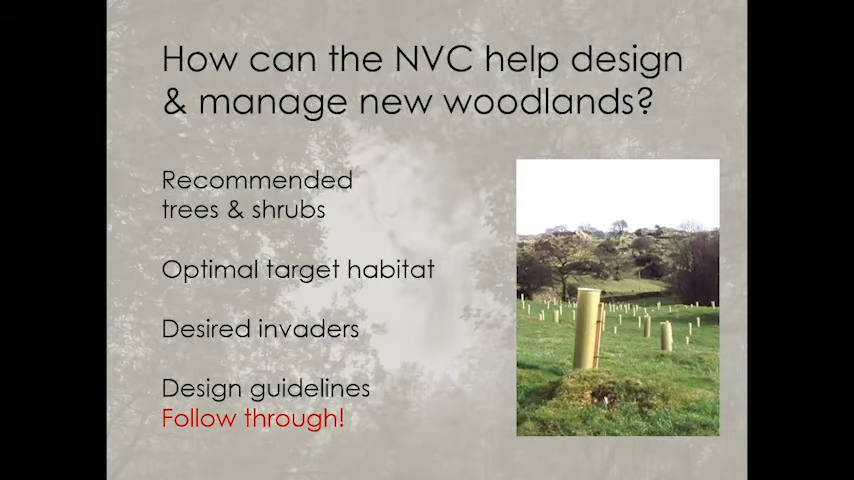 How can the NVC help design
& manage new woodlands?
Recommended
trees & shrubs
Optimal target habitat
Desired invaders
Design guidelines
Follow through!